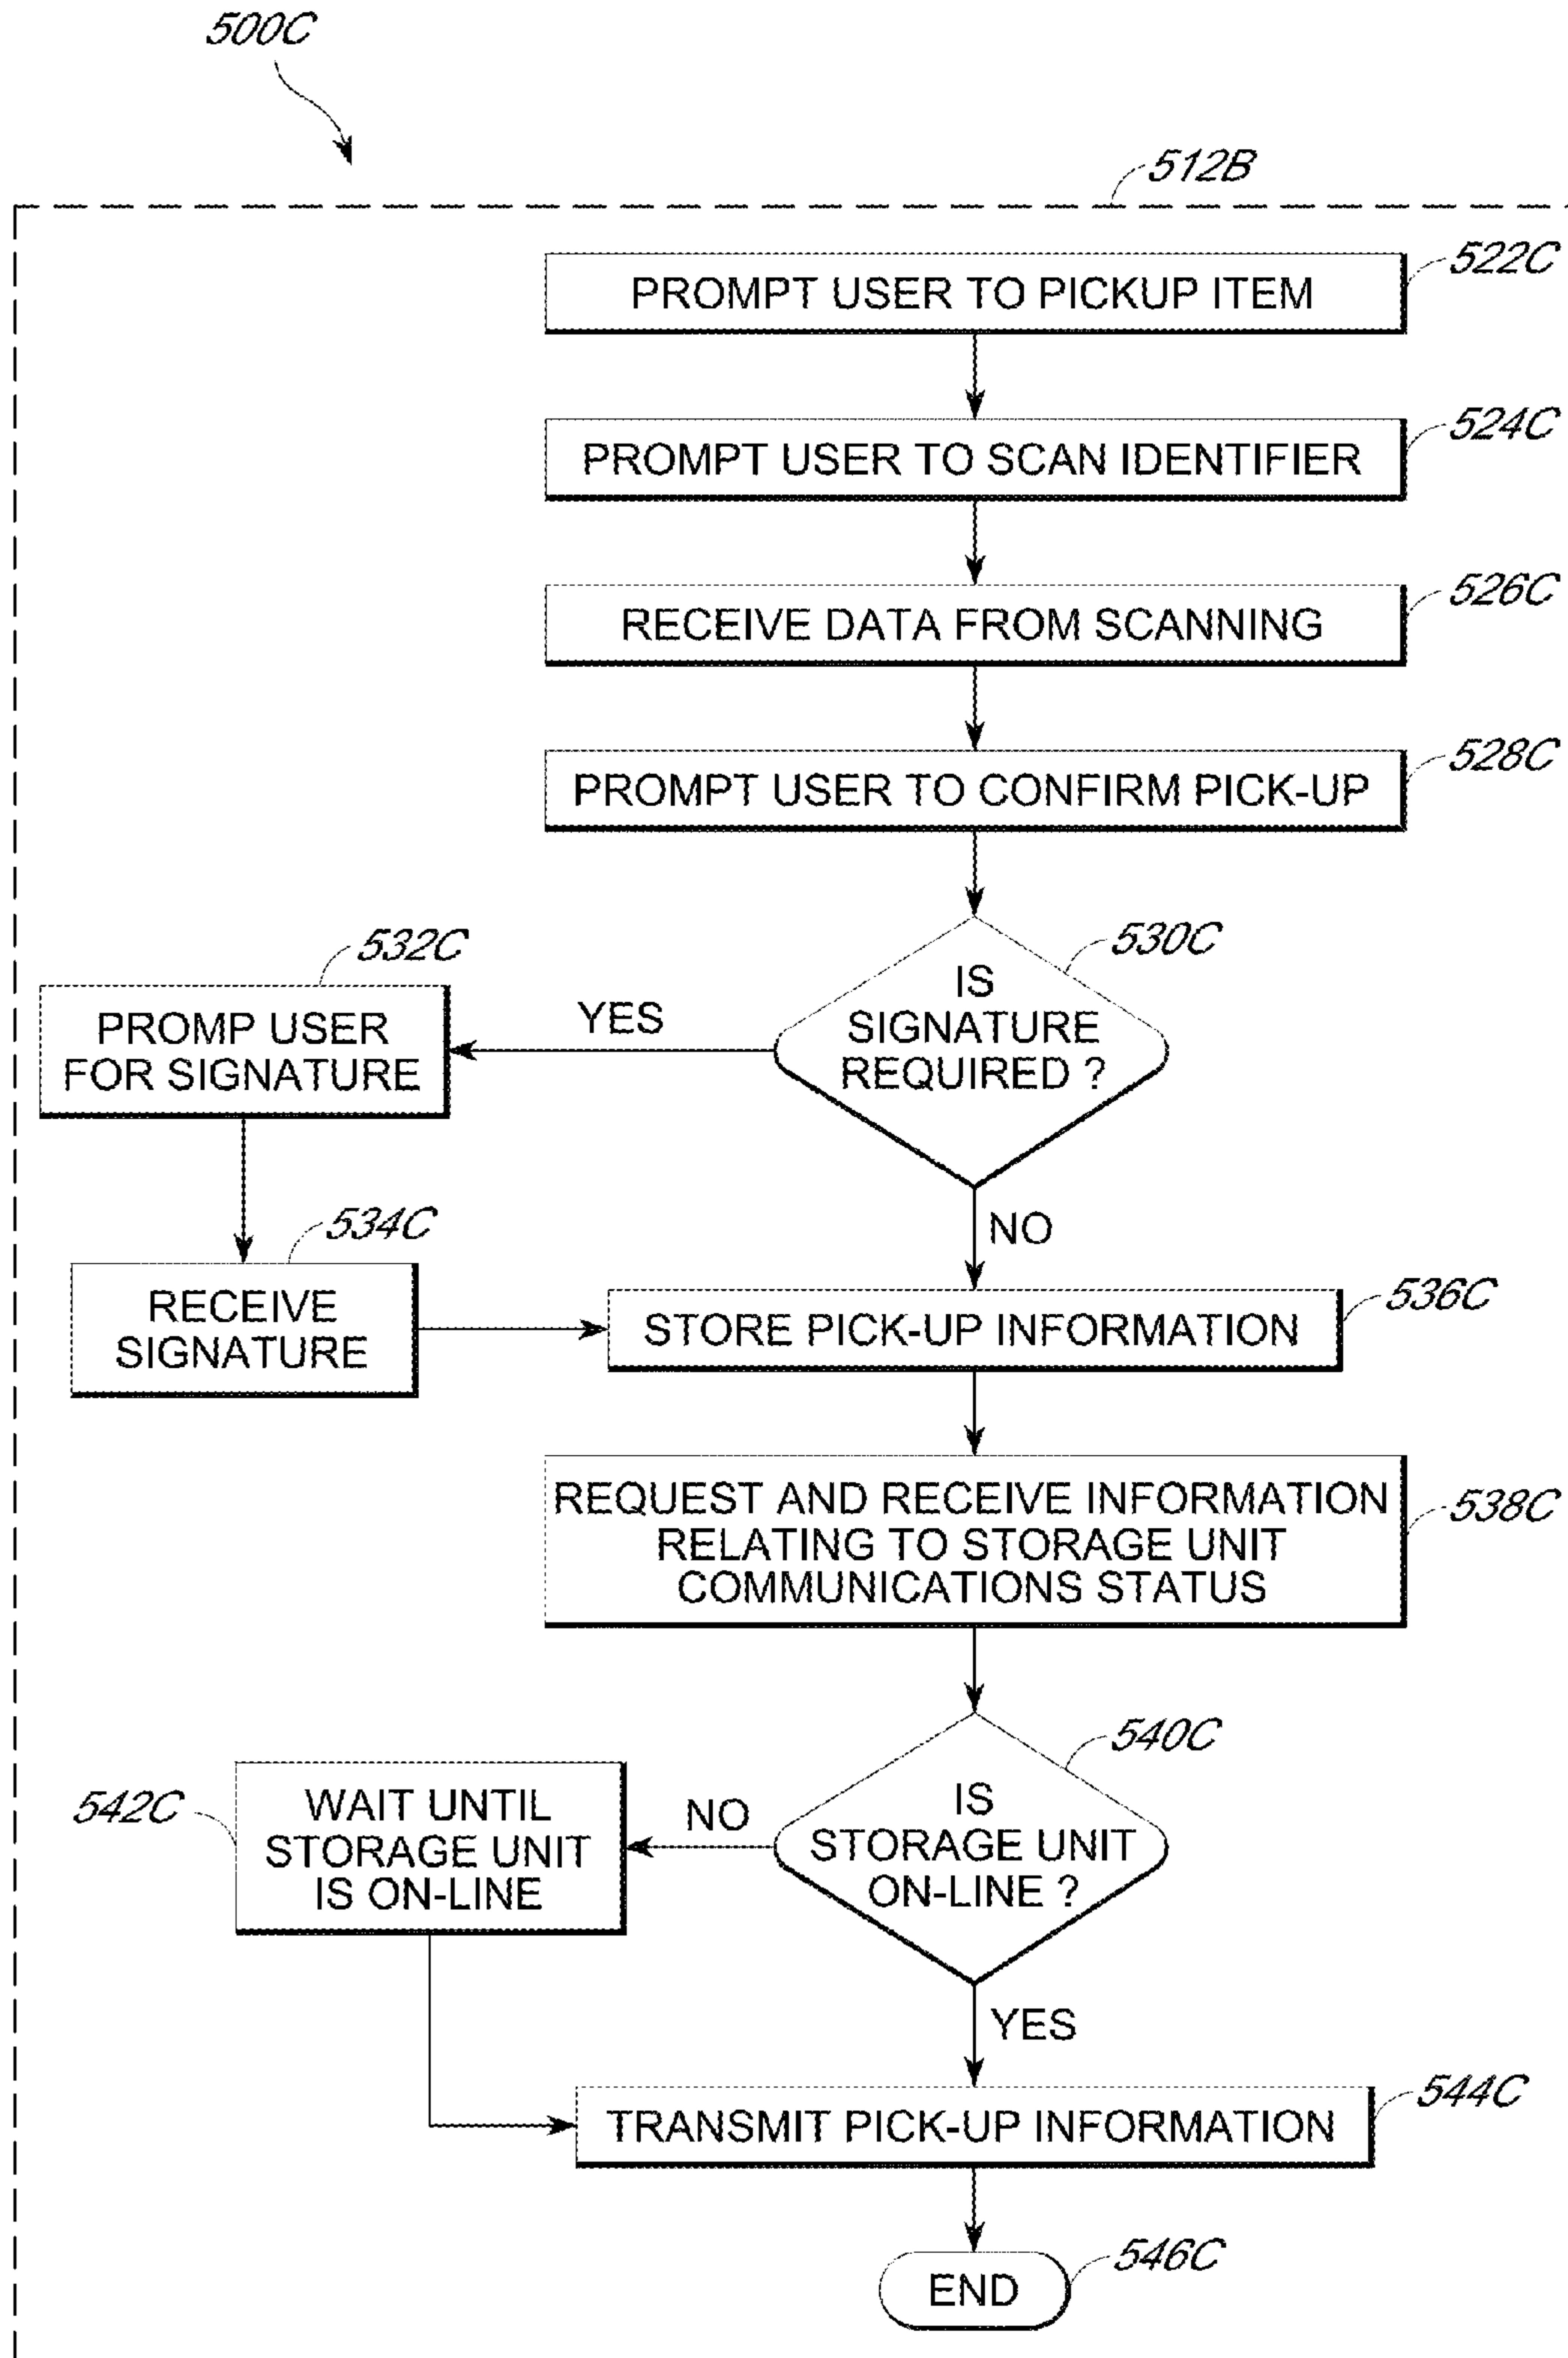 500C
512B
522C
PROMPT USER TO PICKUP ITEM
524C
PROMPT USER TO SCAN IDENTIFIER
526C
RECEIVE DATA FROM SCANNING
528C
PROMPT USER TO CONFIRM PICK-UP
530C
IS
SIGNATURE
REQUIRED ?
YES
532C
PROMP USER
FOR SIGNATURE
NO
534C
RECEIVE
SIGNATURE
536C
STORE PICK-UP INFORMATION
538C
REQUEST AND RECEIVE INFORMATION
RELATING TO STORAGE UNIT
COMMUNICATIONS STATUS
540C
IS
STORAGE UNIT
ON-LINE ?
NO
542C
WAIT UNTIL
STORAGE UNIT
IS ON-LINE
YES
544C
TRANSMIT PICK-UP INFORMATION
546C
END